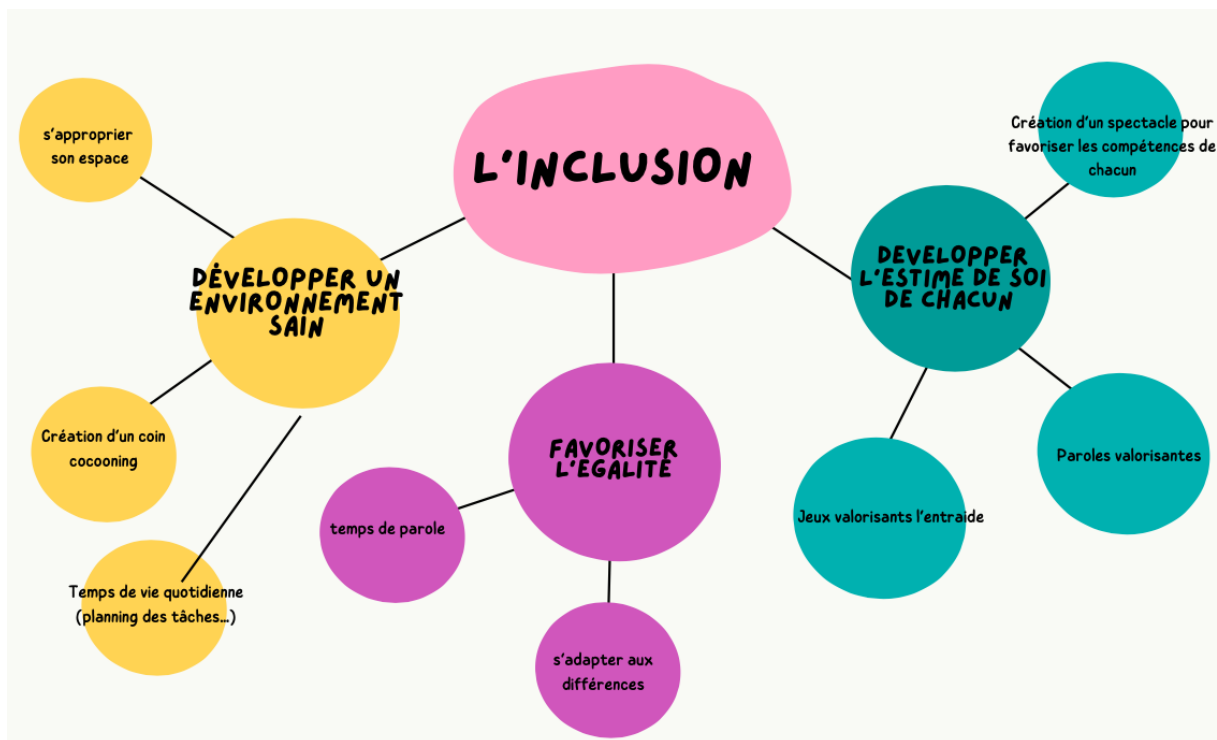 L'INCLUSION
s'approprier
son espace
DÉVELOPPER UN
ENVIRONNEMENT
SAIN
Création d'un coin
cocooning
Temps de vie quotidienne
(planning des tâches...)
FAVORISER
L'EGALITÉ
temps de parole
s'adapter aux
différences
DEVELOPPER
L'ESTIME DE SOI
DE CHACUN
Création d'un spectacle pour
favoriser les compétences de
chacun
Paroles valorisantes
Jeux valorisants l'entraide